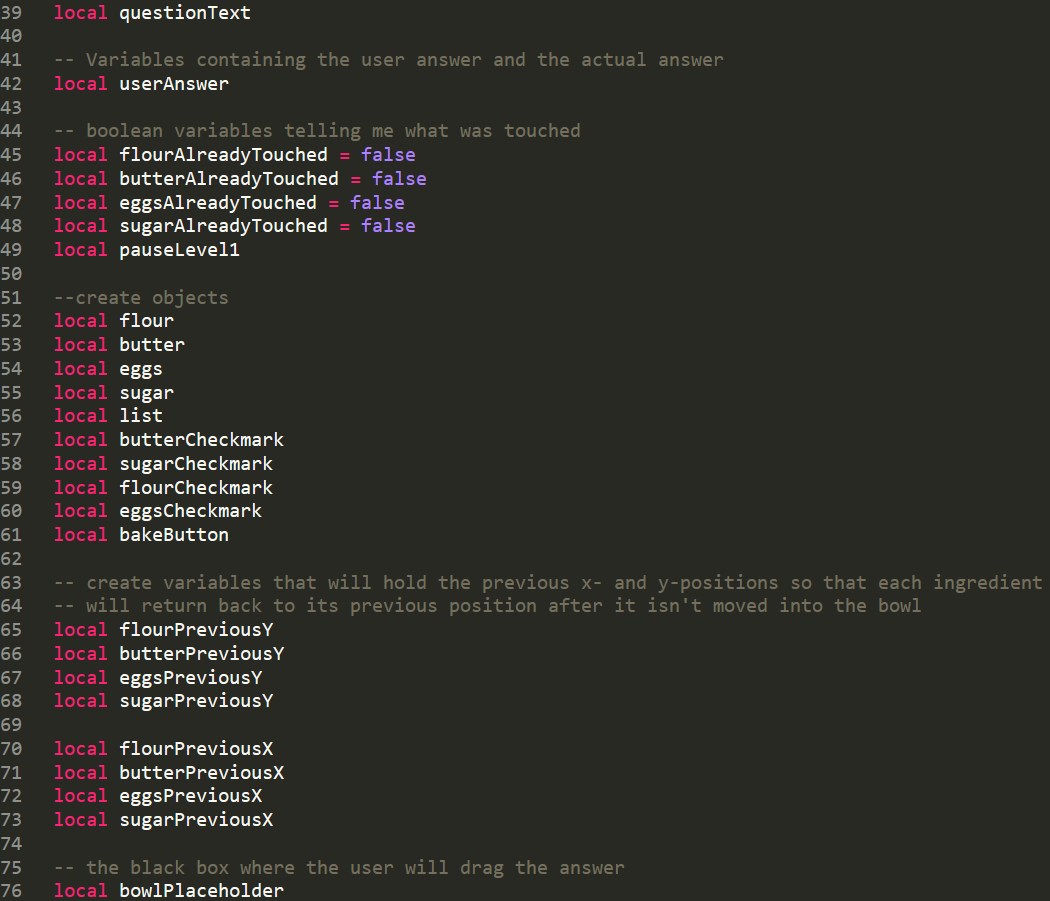 39 local questionText
40
41 -- Variables containing the user answer and the actual answer
42 local userAnswer
43
44 -- boolean variables telling me what was touched
45 local flourAlreadyTouched = false
46 local butterAlreadyTouched = false
47 local eggsAlreadyTouched = false
48 local sugarAlreadyTouched = false
49 local pauseLevel1
50
51 --create objects
52 local flour
53 local butter
54 local eggs
55 local sugar
56 local list
57 local butterCheckmark
58 local sugarCheckmark
59 local flourCheckmark
60 local eggsCheckmark
61 local bakeButton
62
63 -- create variables that will hold the previous x- and y-positions so that each ingredient
64 -- will return back to its previous position after it isn't moved into the bowl
65 local flourPreviousY
66 local butterPreviousY
67 local eggsPreviousY
68 local sugarPreviousY
69
70 local flourPreviousX
71 local butterPreviousX
72 local eggsPreviousX
73 local sugarPreviousX
74
75 -- the black box where the user will drag the answer
76 local bowlPlaceholder